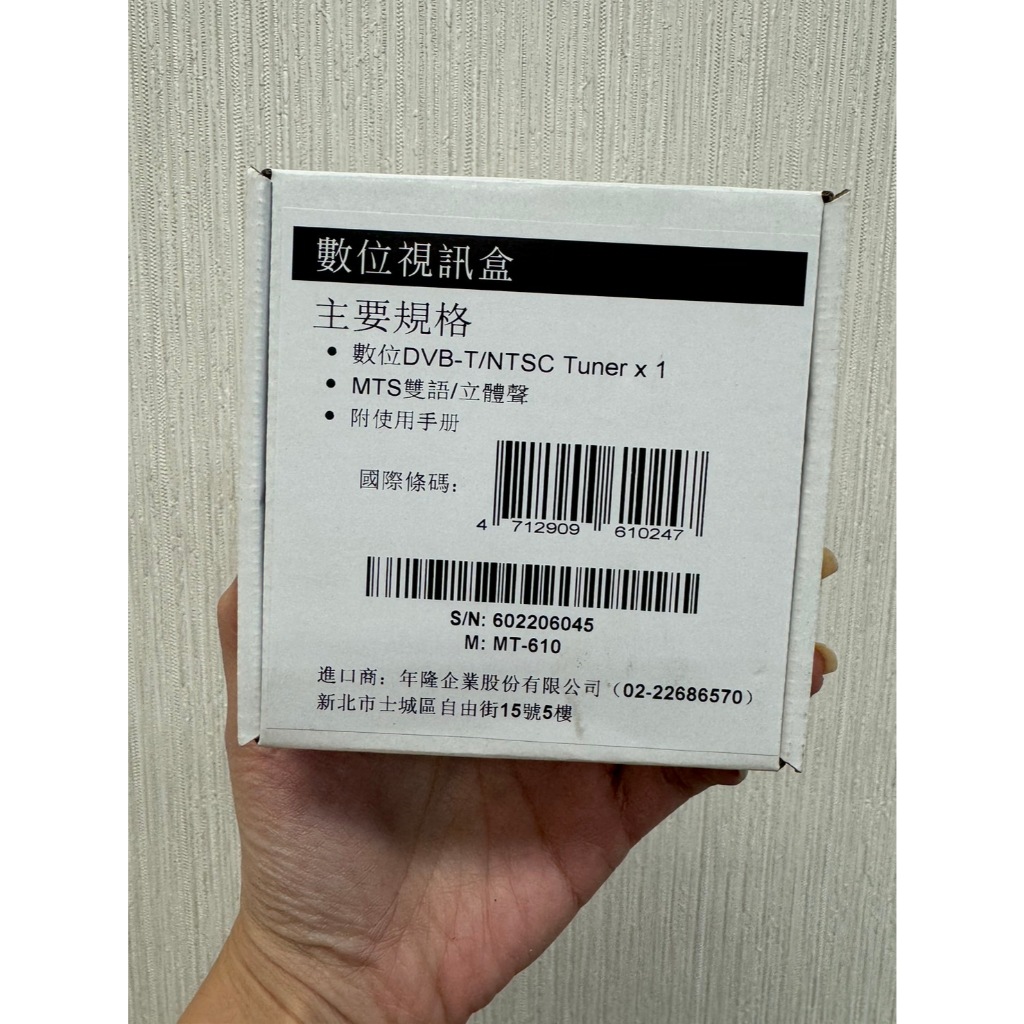 數位視訊盒
主要規格
• 數位DVB-T/NTSC Tuner x 1
• MTS雙語/立體聲
• 附使用手册
國際條碼：
4 712909 610247
S/N: 602206045
M: MT-610
進口商：年隆企業股份有限公司（02-22686570）
新北市士城區自由街15號5樓